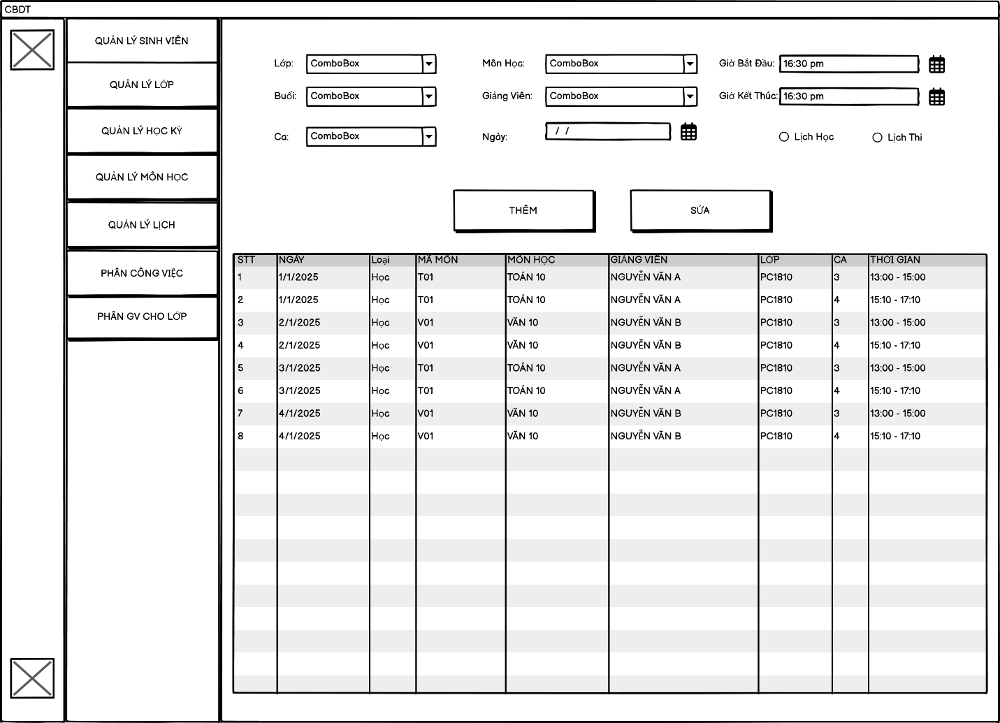 CBDT
QUẢN LÝ SINH VIÊN
QUẢN LÝ LỚP
QUẢN LÝ HỌC KỲ
QUẢN LÝ MÔN HỌC
QUẢN LÝ LỊCH
PHÂN CÔNG VIỆC
PHÂN GV CHO LỚP
Lớp: ComboBox Môn Học: ComboBox Giờ Bắt Đầu: 16:30 pm
Buổi: ComboBox Giảng Viên: ComboBox Giờ Kết Thúc: 16:30 pm
Ca: ComboBox Ngày: / / Lịch Học Lịch Thi
THÊM SỬA
STT NGÀY Loại MÃ MÔN MÔN HỌC GIẢNG VIÊN LỚP CA THỜI GIAN
1 1/1/2025 Học T01 TOÁN 10 NGUYỄN VĂN A PC1810 3 13:00 - 15:00
2 1/1/2025 Học T01 TOÁN 10 NGUYỄN VĂN A PC1810 4 15:10 - 17:10
3 2/1/2025 Học V01 VĂN 10 NGUYỄN VĂN B PC1810 3 13:00 - 15:00
4 2/1/2025 Học V01 VĂN 10 NGUYỄN VĂN B PC1810 4 15:10 - 17:10
5 3/1/2025 Học T01 TOÁN 10 NGUYỄN VĂN A PC1810 3 13:00 - 15:00
6 3/1/2025 Học T01 TOÁN 10 NGUYỄN VĂN A PC1810 4 15:10 - 17:10
7 4/1/2025 Học V01 VĂN 10 NGUYỄN VĂN B PC1810 3 13:00 - 15:00
8 4/1/2025 Học V01 VĂN 10 NGUYỄN VĂN B PC1810 4 15:10 - 17:10